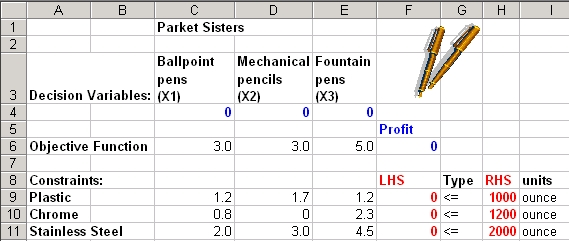 A B C D E F G H I
1 Parket Sisters
2
Ballpoint Mechanical Fountain
pens pencils pens
3 Decision Variables: (X1) (X2) (X3)
4 0 0 0
5 Profit
6 Objective Function 3.0 3.0 5.0 0
7
8 Constraints: LHS Type RHS units
9 Plastic 1.2 1.7 1.2 0 <= 1000 ounce
10 Chrome 0.8 0 2.3 0 <= 1200 ounce
11 Stainless Steel 2.0 3.0 4.5 0 <= 2000 ounce